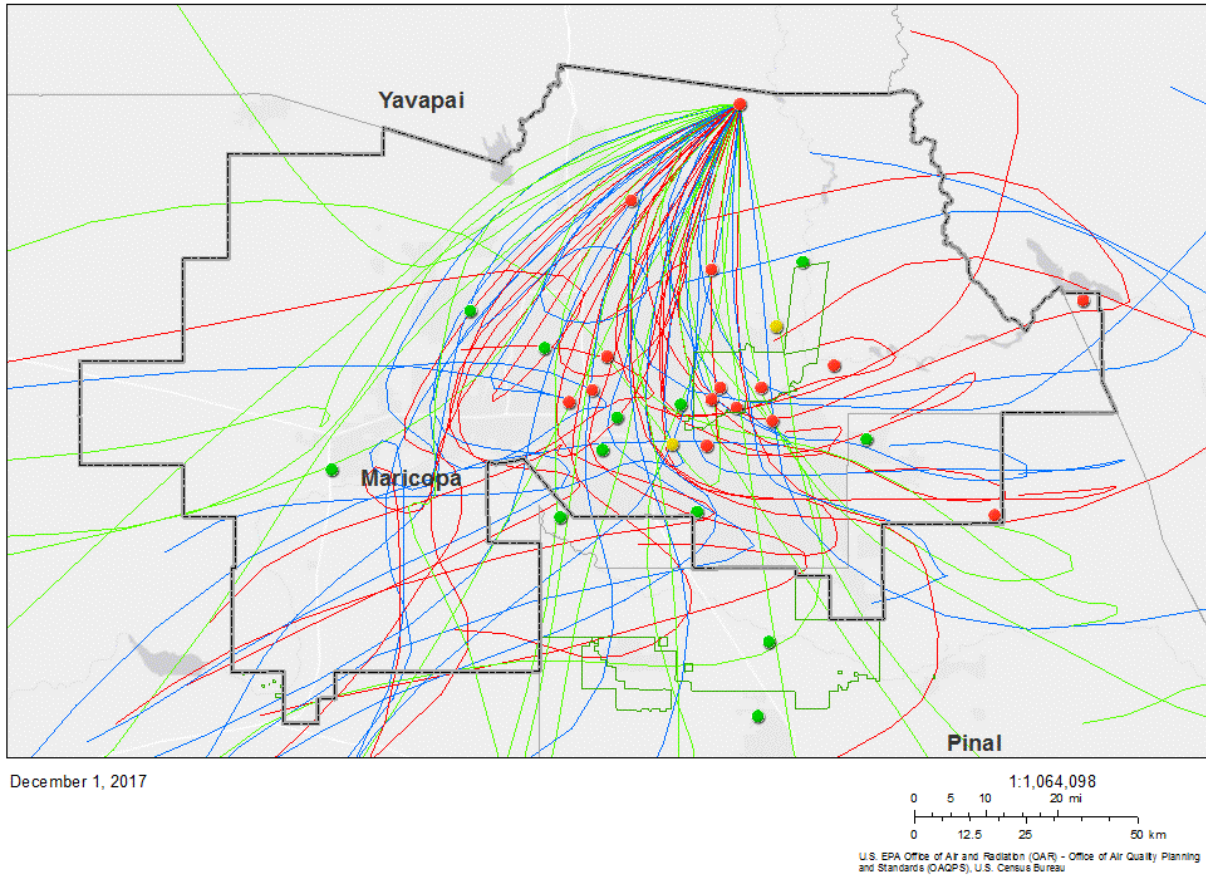 Yavapai
Maricopa
Pinal
December 1, 2017
1:1,064,098
0 5 10 20 mi
0 12.5 25 50 km
U.S. EPA Office of Air and Radiation (OAR) - Office of Air Quality Planning
and Standards (OAQPS), U.S. Census Bureau